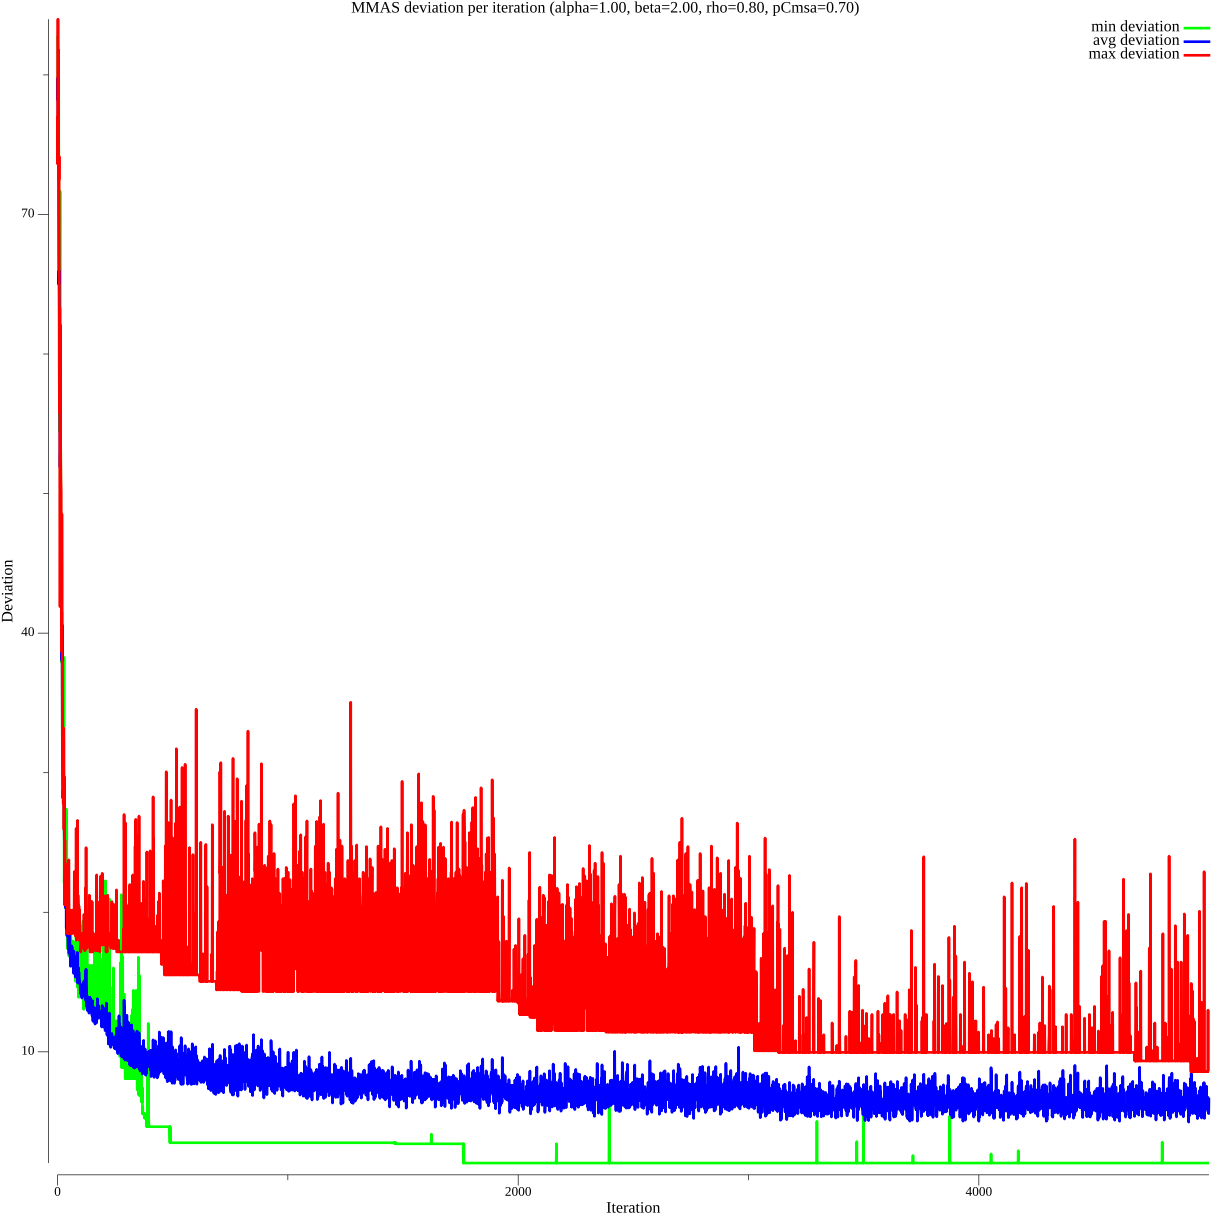 MMAS deviation per iteration (alpha=1.00, beta=2.00, rho=0.80, pCmsa=0.70)
min deviation
avg deviation
max deviation
70
40
10
Deviation
0
2000
4000
Iteration